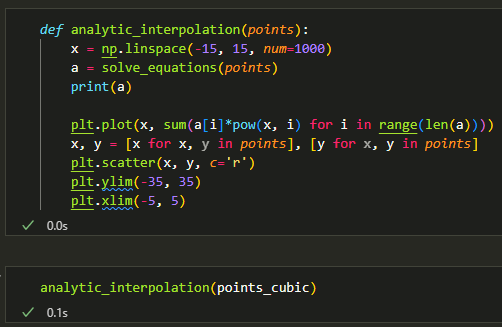 def analytic_interpolation(points):
    x = np.linspace(-15, 15, num=1000)
    a = solve_equations(points)
    print(a)

    plt.plot(x, sum(a[i]*pow(x, i) for i in range(len(a))))
    x, y = [x for x, y in points], [y for x, y in points]
    plt.scatter(x, y, c='r')
    plt.ylim(-35, 35)
    plt.xlim(-5, 5)
✓ 0.0s
analytic_interpolation(points_cubic)
✓ 0.1s